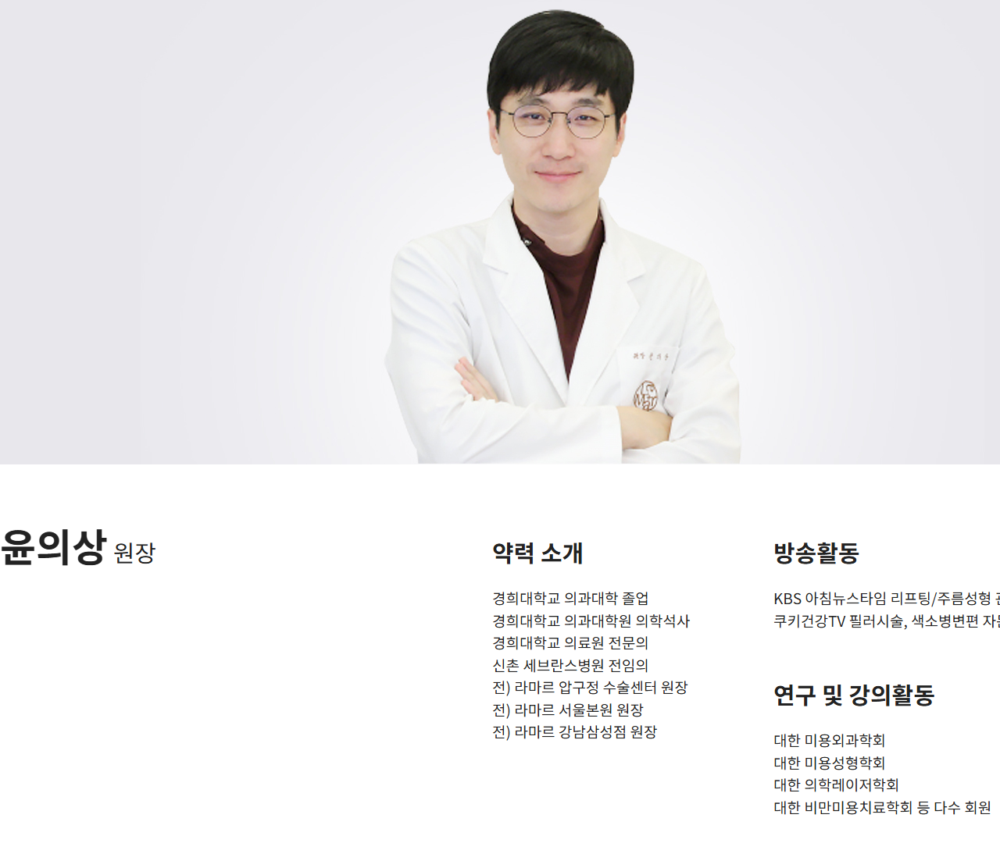 윤의상 원장
약력 소개
경희대학교 의과대학 졸업
경희대학교 의과대학원 의학석사
경희대학교 의료원 전문의
신촌 세브란스병원 전임의
전) 라마르 압구정 수술센터 원장
전) 라마르 서울본원 원장
전) 라마르 강남삼성점 원장
방송활동
KBS 아침뉴스타임 리프팅/주름성형
쿠키건강TV 필러시술, 색소병변편
연구 및 강의활동
대한 미용외과학회
대한 미용성형학회
대한 의학레이저학회
대한 비만미용치료학회 등 다수 회원